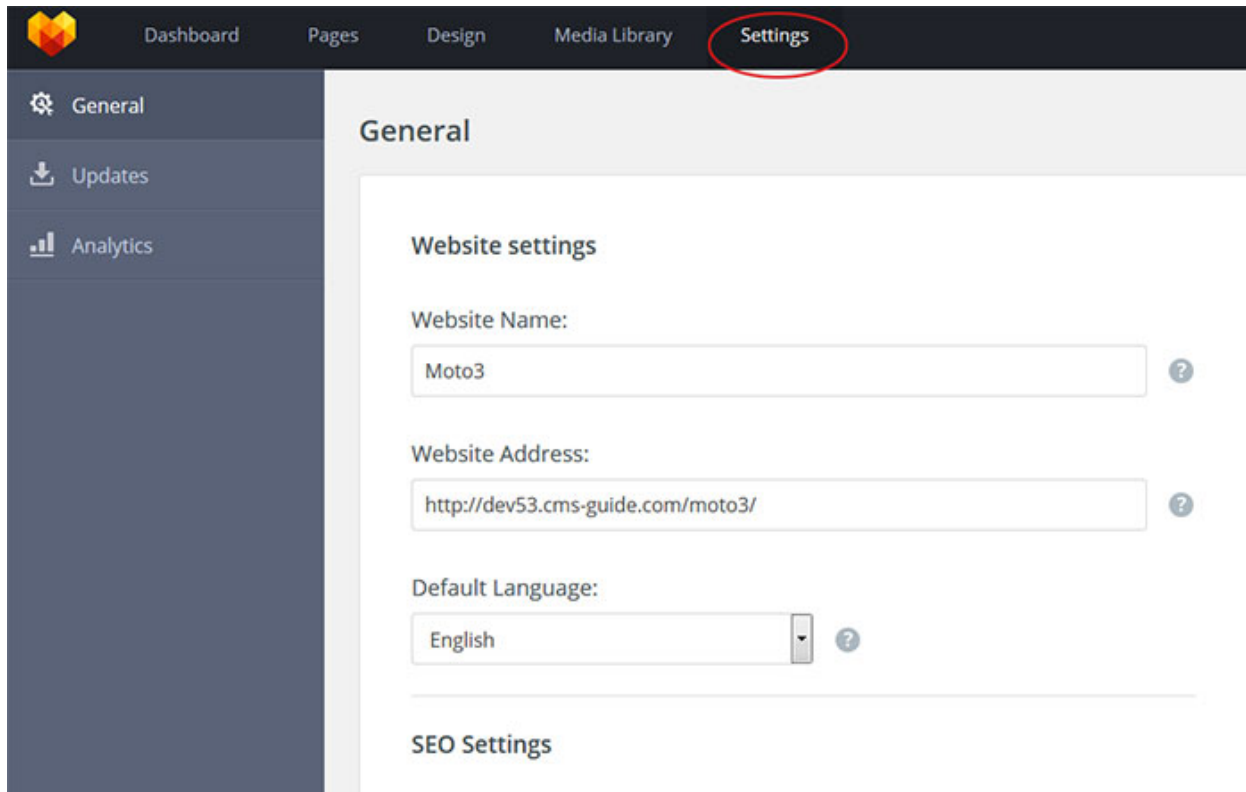 Dashboard Pages Design Media Library Settings
General
Updates
Analytics
General
Website settings
Website Name:
Moto3
?
Website Address:
http://dev53.cms-guide.com/moto3/
?
Default Language:
English
?
SEO Settings